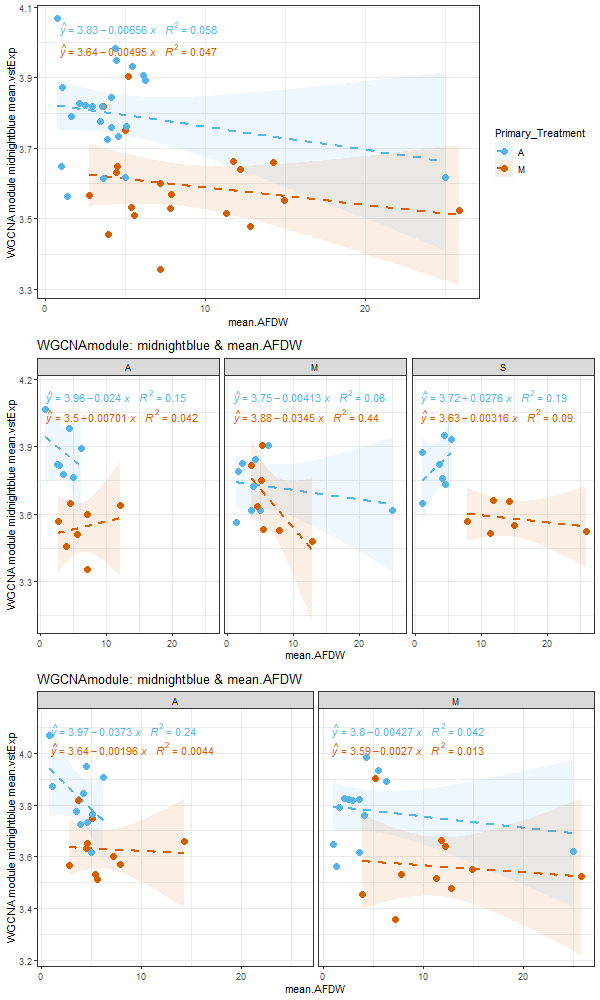 4.1
3.9
3.7
3.5
3.3
WGCNA module midnightblue mean.vstExp
ŷ = 3.83 − 0.00656 x   R² = 0.058
ŷ = 3.64 − 0.00495 x   R² = 0.047
0 10 20
mean.AFDW
Primary_Treatment
A
M
WGCNAmodule: midnightblue & mean.AFDW
A M S
4.2
3.9
3.6
3.3
WGCNA module midnightblue mean.vstExp
ŷ = 3.96 − 0.024 x   R² = 0.15
ŷ = 3.5 + 0.00701 x   R² = 0.042
ŷ = 3.75 − 0.00413 x   R² = 0.06
ŷ = 3.88 − 0.0345 x   R² = 0.44
ŷ = 3.72 + 0.0276 x   R² = 0.19
ŷ = 3.63 − 0.00316 x   R² = 0.09
0 10 20 0 10 20 0 10 20
mean.AFDW
WGCNAmodule: midnightblue & mean.AFDW
A M
4.0
3.8
3.6
3.4
3.2
WGCNA module midnightblue mean.vstExp
ŷ = 3.97 − 0.0373 x   R² = 0.24
ŷ = 3.64 − 0.00196 x   R² = 0.0044
ŷ = 3.8 − 0.00427 x   R² = 0.042
ŷ = 3.59 − 0.0027 x   R² = 0.013
0 10 20 0 10 20
mean.AFDW